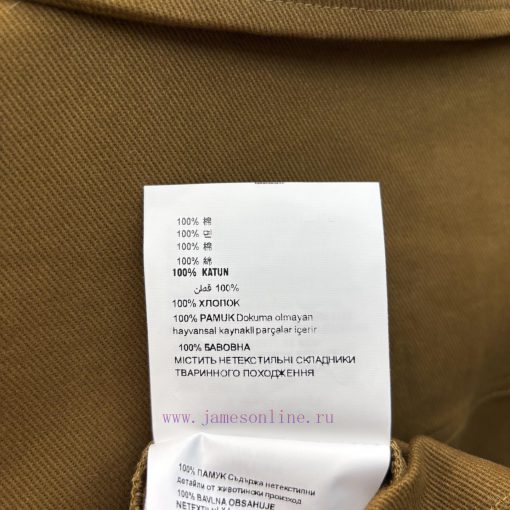 100% 棉
100% 면
100% 棉
100% 綿
100% KATUN
100% قطن
100% ХЛОПОК
100% PAMUK Dokuma olmayan
hayvansal kaynakli parçalar içerir
100% БАВОВНА
МІСТИТЬ НЕТЕКСТИЛЬНІ СКЛАДНИКИ
ТВАРИННОГО ПОХОДЖЕННЯ
www.jamesonline.ru
100% ПАМУК Съдържа нетекстилни
детайли от животински произход
100% BAVLNA OBSAHUJE